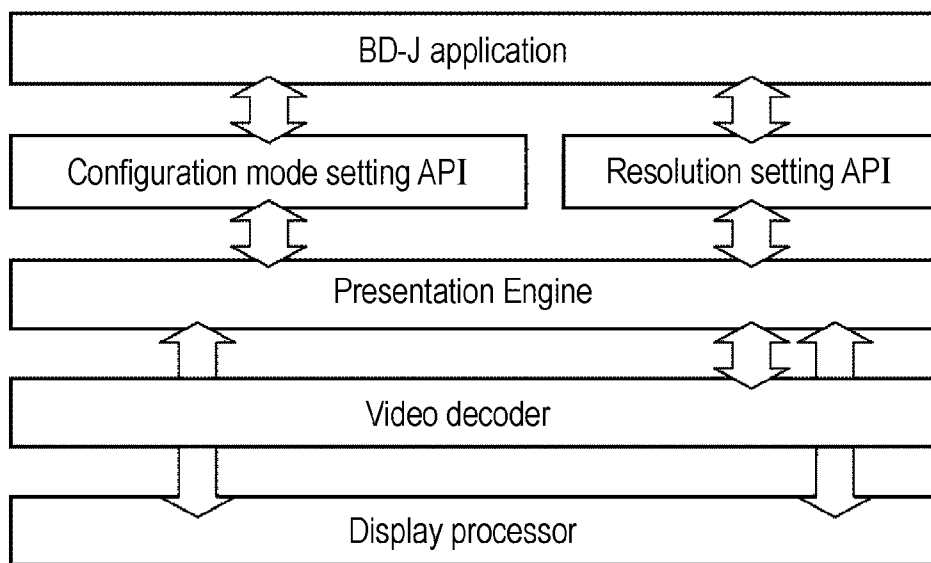 BD-J application
Configuration mode setting API
Resolution setting API
Presentation Engine
Video decoder
Display processor